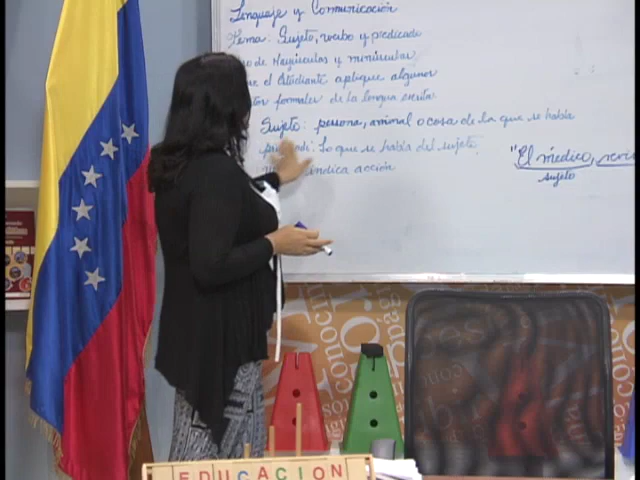 Lenguaje y Comunicación
Tema: Sujeto, verbo y predicado
de Mayúsculas y minúsculas
el Estudiante aplique algunos
formales de la lengua escrita
Sujeto: persona, animal o cosa de la que se habla
Lo que se habla del sujeto,
indica acción
"El medico,
sujeto
EDUCACION